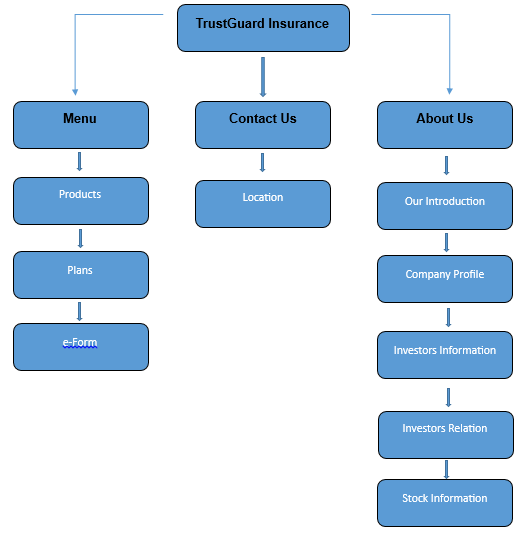 TrustGuard Insurance
Menu
Contact Us
About Us
Products
Location
Our Introduction
Plans
Company Profile
e-Form
Investors Information
Investors Relation
Stock Information